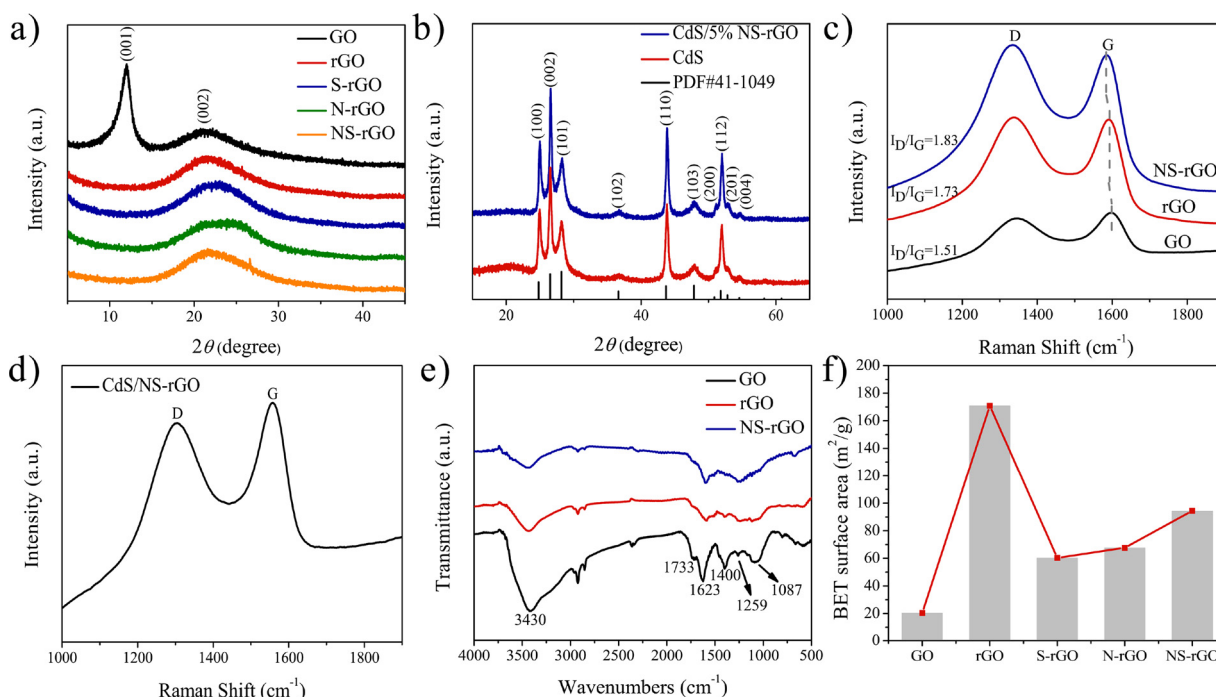 a)
(001)
(002)
GO
rGO
S-rGO
N-rGO
NS-rGO
Intensity (a.u.)
10
20
30
40
2θ (degree)
b)
CdS/5% NS-rGO
CdS
PDF#41-1049
(100)
(002)
(101)
(102)
(110)
(103)
(200)
(112)
(201)
(004)
Intensity (a.u.)
20
40
60
2θ (degree)
c)
D
G
I_D/I_G=1.83
NS-rGO
I_D/I_G=1.73
rGO
I_D/I_G=1.51
GO
Intensity (a.u.)
1000
1200
1400
1600
1800
Raman Shift (cm⁻¹)
d)
CdS/NS-rGO
D
G
Intensity (a.u.)
1000
1200
1400
1600
1800
Raman Shift (cm⁻¹)
e)
GO
rGO
NS-rGO
Transmittance (a.u.)
3430
1733
1623
1400
1259
1087
4000
3500
3000
2500
2000
1500
1000
500
Wavenumbers (cm⁻¹)
f)
BET surface area (m²/g)
200
180
160
140
120
100
80
60
40
20
0
GO
rGO
S-rGO
N-rGO
NS-rGO